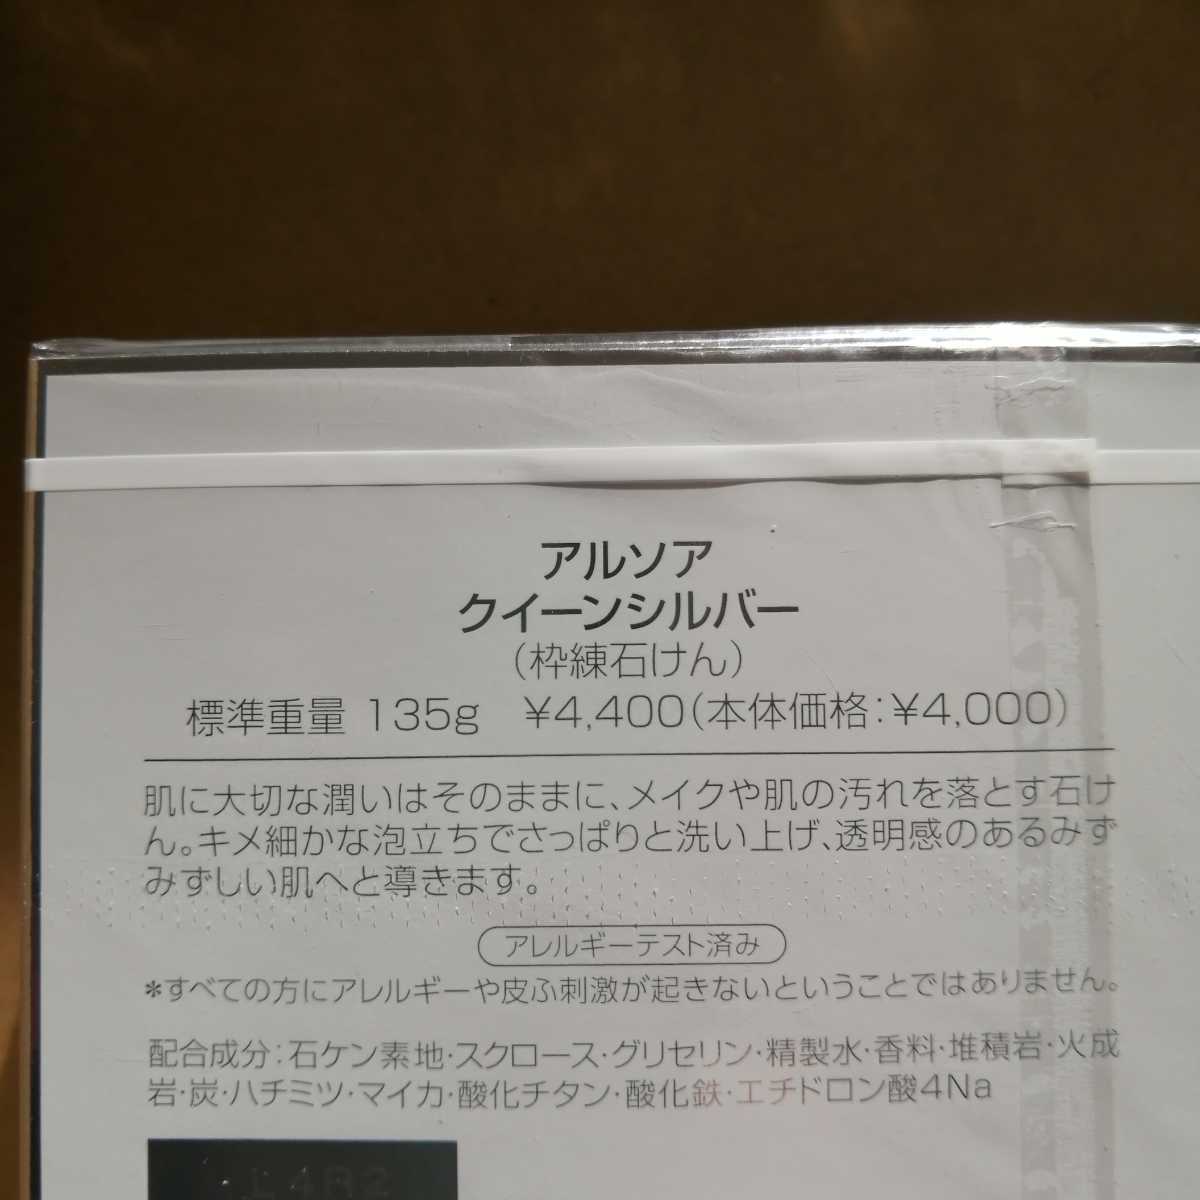 アルソア
クイーンシルバー
（枠練石けん）
標準重量 135g ¥4,400（本体価格：¥4,000）
肌に大切な潤いはそのままに、メイクや肌の汚れを落とす石け
ん。キメ細かな泡立ちでさっぱりと洗い上げ、透明感のあるみず
みずしい肌へと導きます。
アレルギーテスト済み
*すべての方にアレルギーや皮ふ刺激が起きないということではありません。
配合成分：石ケン素地・スクロース・グリセリン・精製水・香料・堆積岩・火成
岩・炭・ハチミツ・マイカ・酸化チタン・酸化鉄・エチドロン酸4Na
L4R2